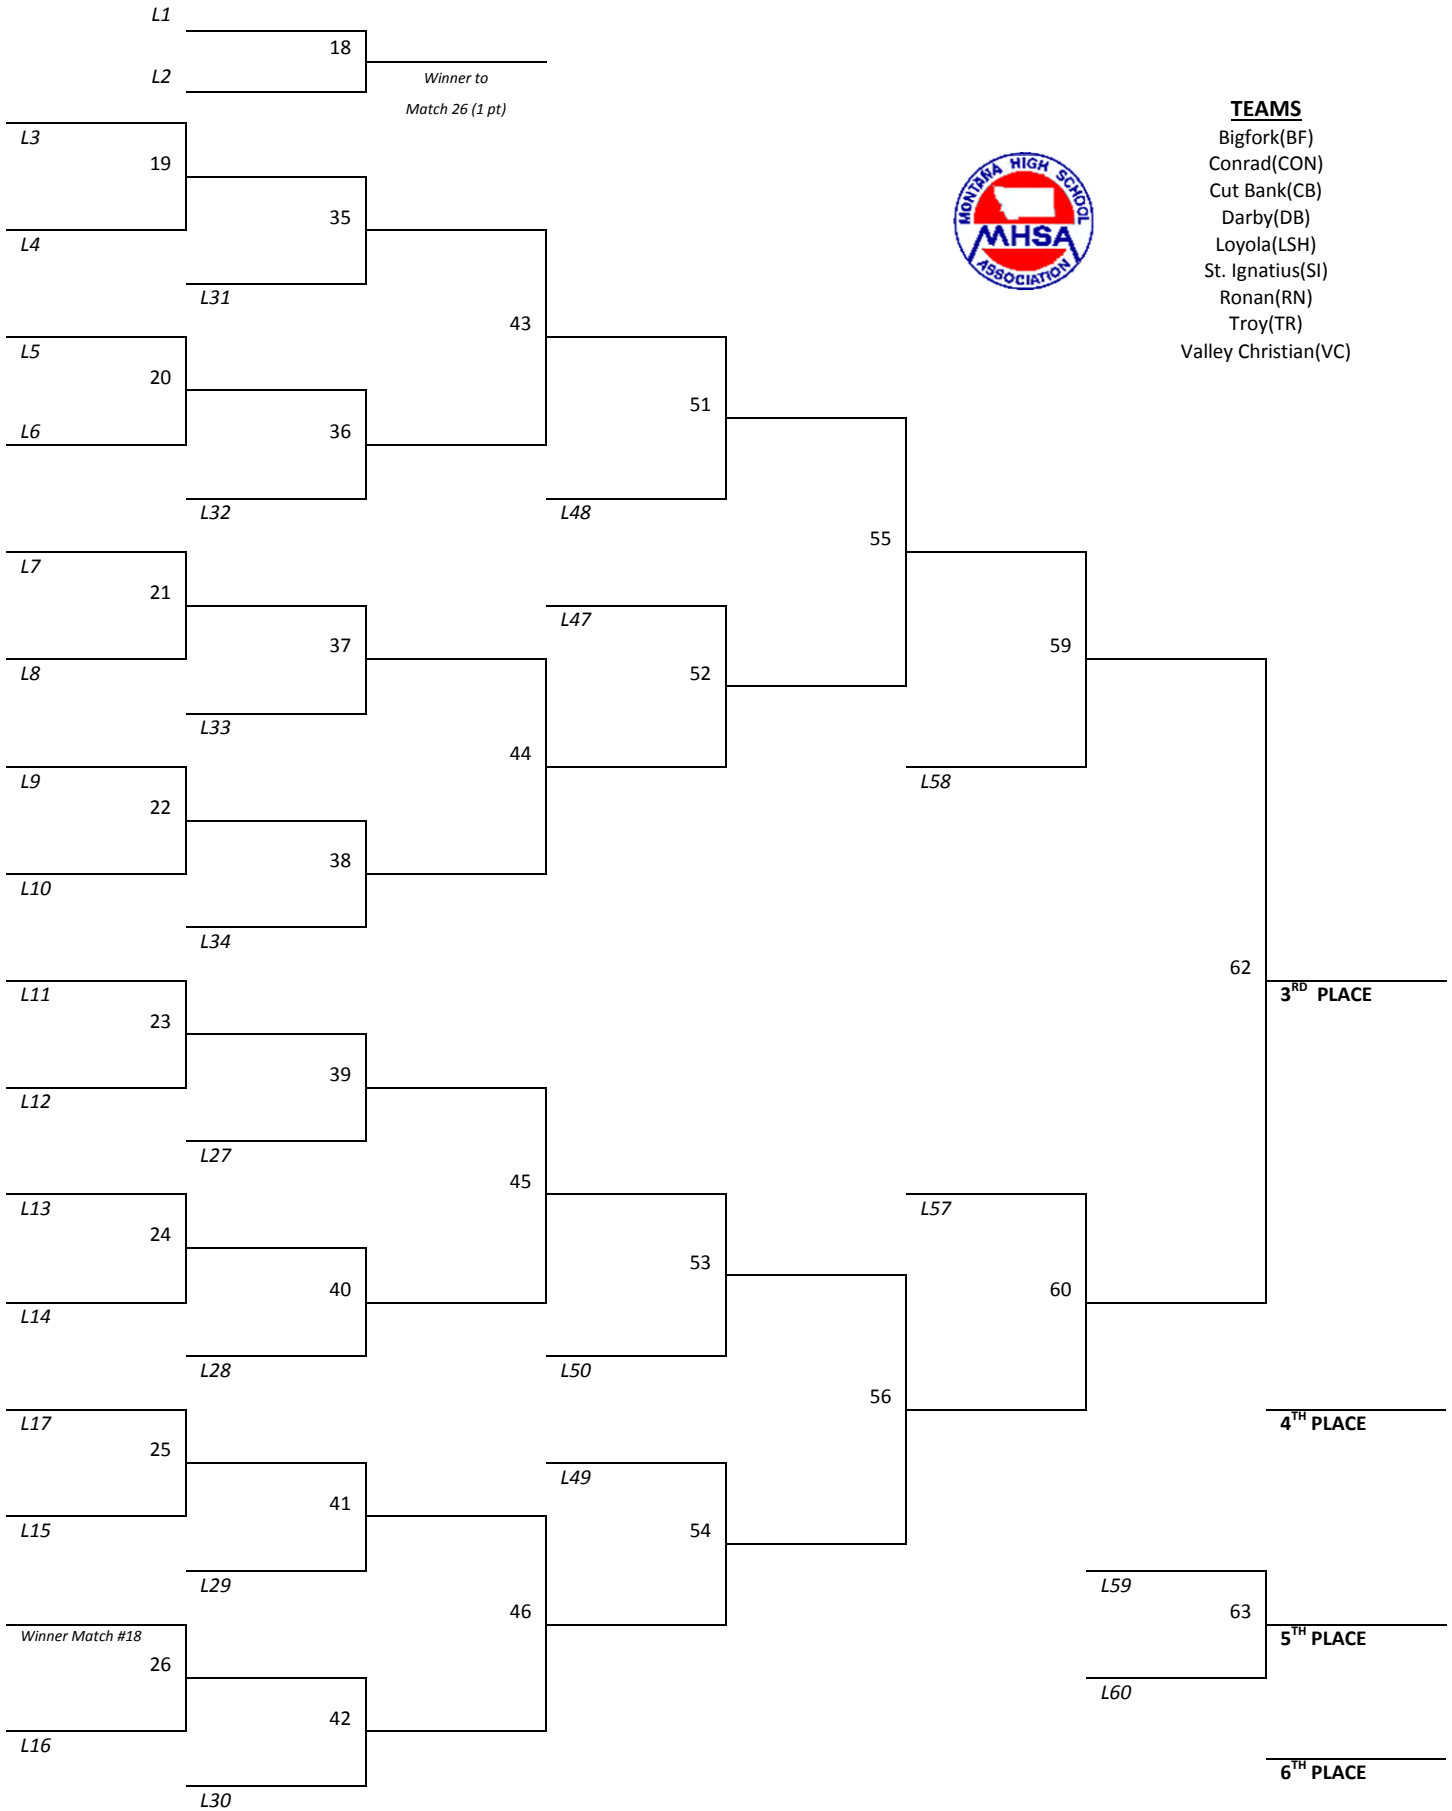 L1
18
L2
Winner to
Match 26 (1 pt)
TEAMS
Bigfork(BF)
Conrad(CON)
Cut Bank(CB)
Darby(DB)
Loyola(LSH)
St. Ignatius(SI)
Ronan(RN)
Troy(TR)
Valley Christian(VC)
MONTANA HIGH SCHOOL
MHSA
ASSOCIATION
L3
19
35
L4
L31
43
L5
20
51
L6
36
L32
L48
55
L7
21
L47
37
59
L8
52
L33
44
L9
L58
22
38
L10
L34
62
L11
3RD PLACE
23
39
L12
L27
45
L13
L57
24
53
40
60
L14
L28
L50
56
L17
4TH PLACE
25
L49
41
L15
54
L29
L59
46
63
Winner Match #18
5TH PLACE
26
L60
42
L16
6TH PLACE
L30